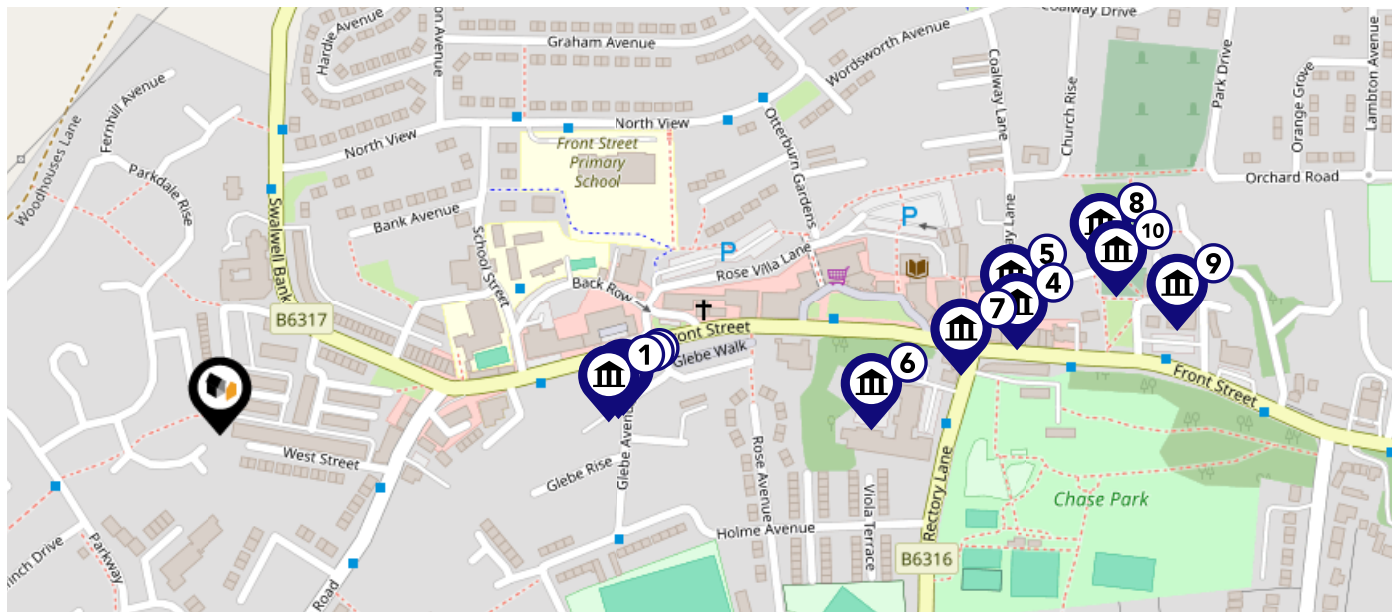 Coalway Drive
Hardie Avenue
Graham Avenue
Wordsworth Avenue
Coalway Lane
Park Drive
Lambton Avenue
Fernhill Avenue
North View
Church Rise
Orange Grove
Woodhouses Lane
North View
Front Street
Primary
School
Otterburn Gardens
Parkdale Rise
Orchard Road
Swalwell Bank
Bank Avenue
P
8
10
School Street
P
Rose Villa Lane
5
9
Back Row
4
B6317
7
Front Street
1
Glebe Walk
6
Front Street
West Street
Glebe Rise
Glebe Avenue
Rose Avenue
Viola Terrace
Rectory Lane
Chase Park
Holme Avenue
Parkway
B6316
Road